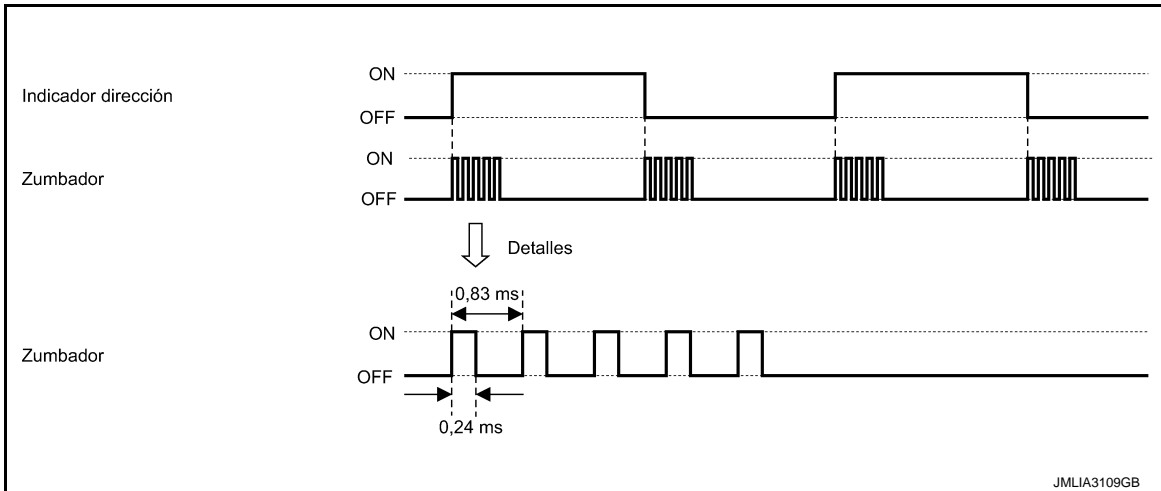 ON
Indicador dirección
OFF
ON
Zumbador
OFF
Detalles
0,83 ms
ON
Zumbador
OFF
0,24 ms
JMLIA3109GB